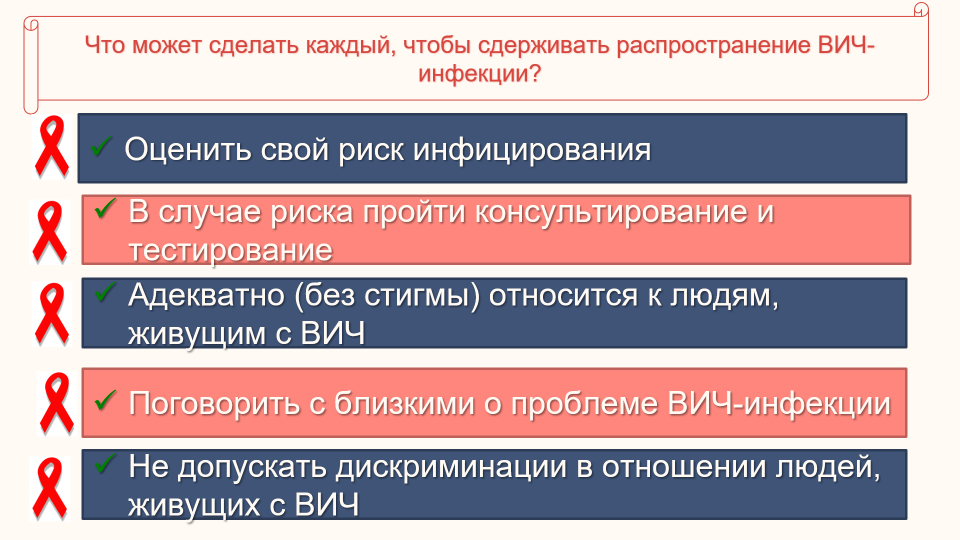 Что может сделать каждый, чтобы сдерживать распространение ВИЧ-
инфекции?
✓ Оценить свой риск инфицирования
✓ В случае риска пройти консультирование и
тестирование
✓ Адекватно (без стигмы) относится к людям,
живущим с ВИЧ
✓ Поговорить с близкими о проблеме ВИЧ-инфекции
✓ Не допускать дискриминации в отношении людей,
живущих с ВИЧ